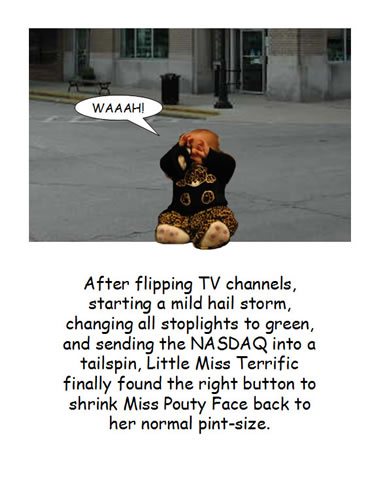 WAAAH!
After flipping TV channels,
starting a mild hail storm,
changing all stoplights to green,
and sending the NASDAQ into a
tailspin, Little Miss Terrific
finally found the right button to
shrink Miss Pouty Face back to
her normal pint-size.